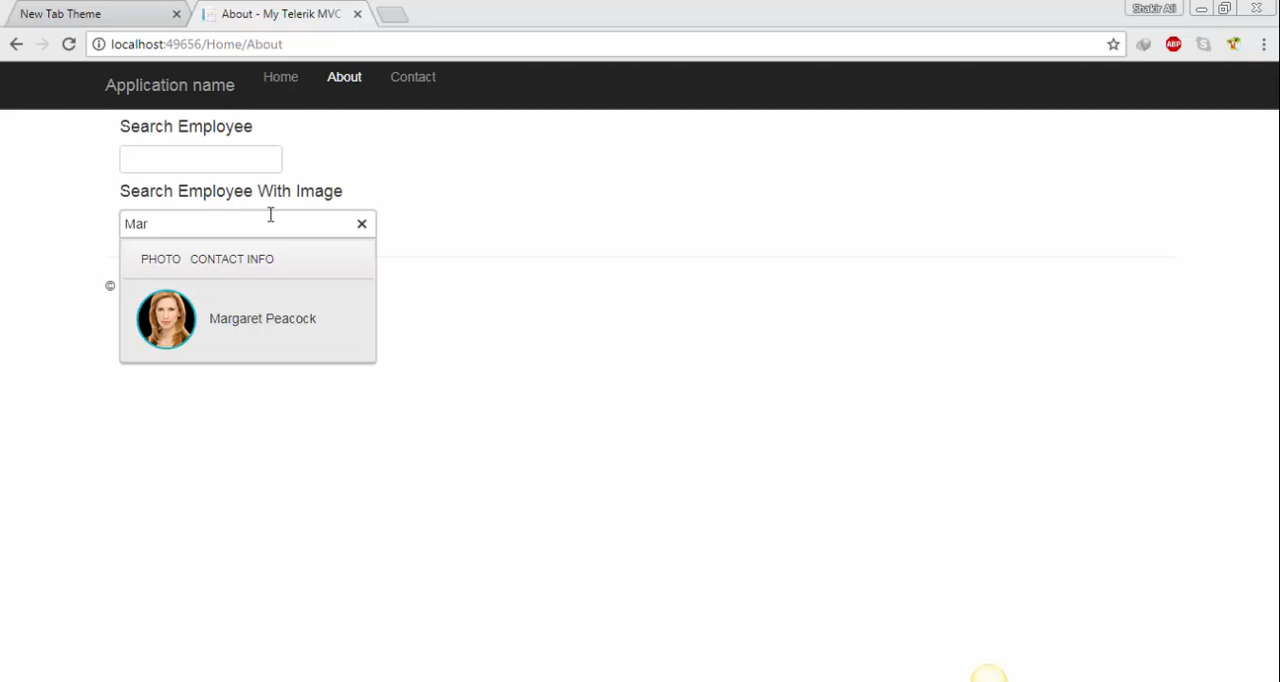 New Tab Theme
About - My Telerik MVC
Shakir Ali
localhost:49656/Home/About
ABP
Application name
Home
About
Contact
Search Employee
Search Employee With Image
Mar
PHOTO CONTACT INFO
Margaret Peacock
©